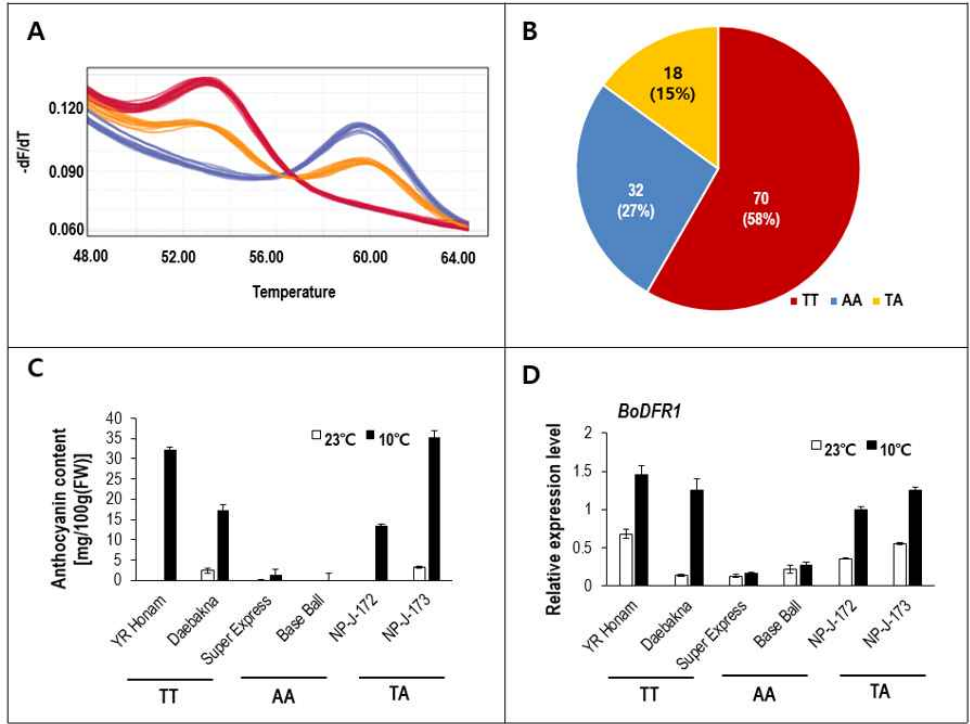 A
0.120
0.090
0.060
-dF/dT
48.00 52.00 56.00 60.00 64.00
Temperature
B
18
(15%)
32
(27%)
70
(58%)
TT AA TA
C
Anthocyanin content
[mg/100g(FW)]
40
35
30
25
20
15
10
5
0
23℃ 10℃
YR Honam
Daebakna
Super Express
Base Ball
NP-J-172
NP-J-173
TT AA TA
D
BoDFR1
Relative expression level
2
1.5
1
0.5
0
23℃ 10℃
YR Honam
Daebakna
Super Express
Base Ball
NP-J-172
NP-J-173
TT AA TA